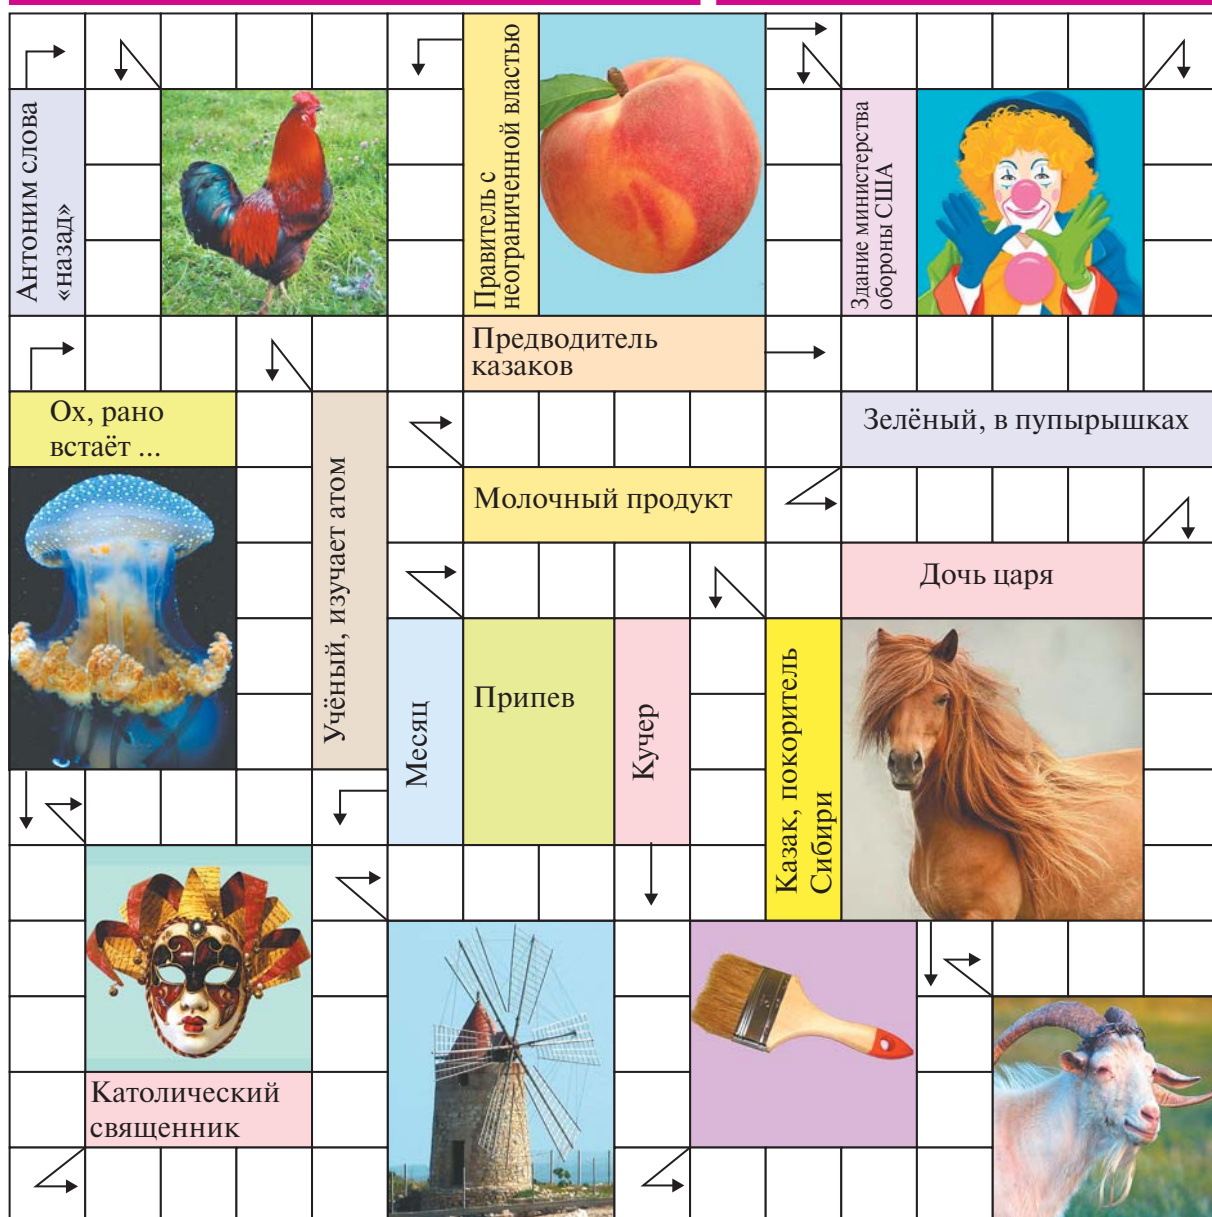 Антоним слова
«назад»
Правитель с
неограниченной властью
Здание министерства
обороны США
Предводитель
казаков
Ох, рано
встаёт ...
Учёный, изучает атом
Зелёный, в пупырышках
Молочный продукт
Дочь царя
Месяц
Припев
Кучер
Казак, покоритель
Сибири
Католический
священник